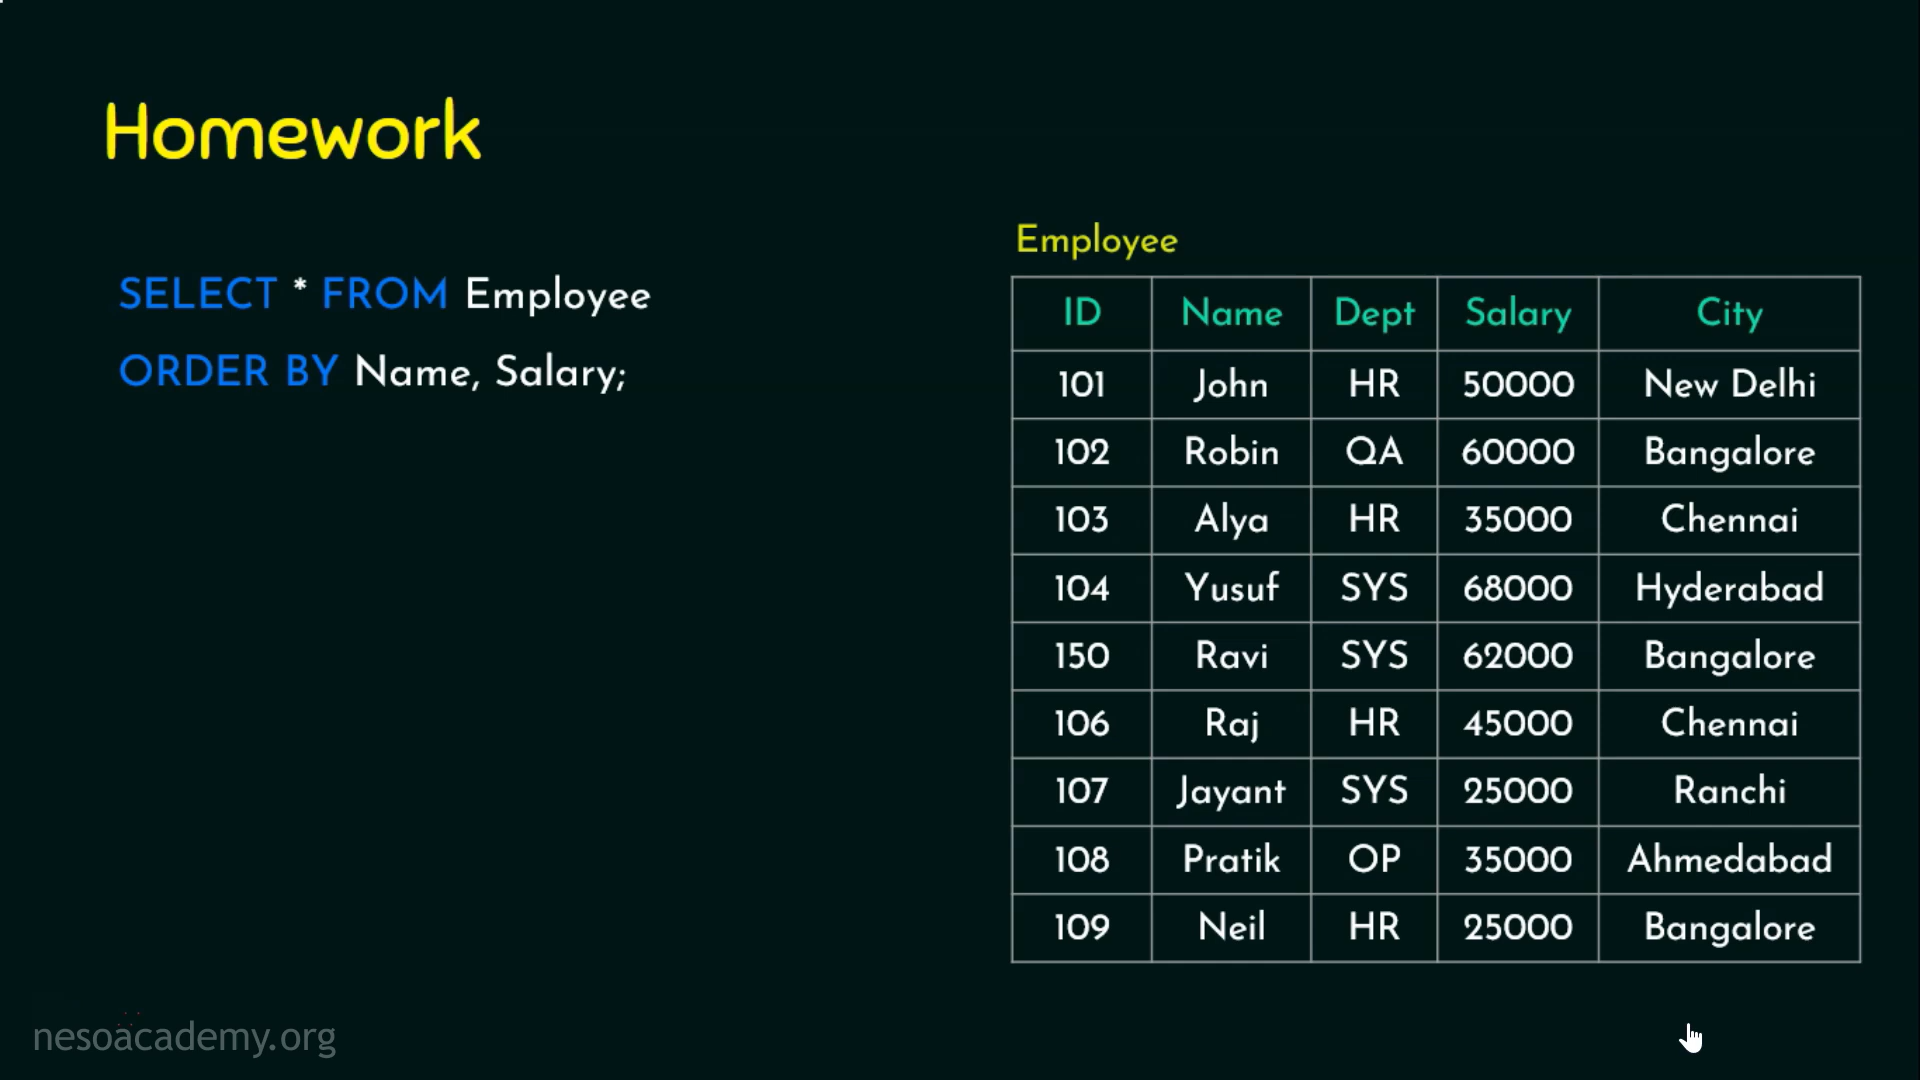 Homework
SELECT * FROM Employee
ORDER BY Name, Salary;
Employee
ID Name Dept Salary City
101 John HR 50000 New Delhi
102 Robin QA 60000 Bangalore
103 Alya HR 35000 Chennai
104 Yusuf SYS 68000 Hyderabad
150 Ravi SYS 62000 Bangalore
106 Raj HR 45000 Chennai
107 Jayant SYS 25000 Ranchi
108 Pratik OP 35000 Ahmedabad
109 Neil HR 25000 Bangalore
nesoacademy.org